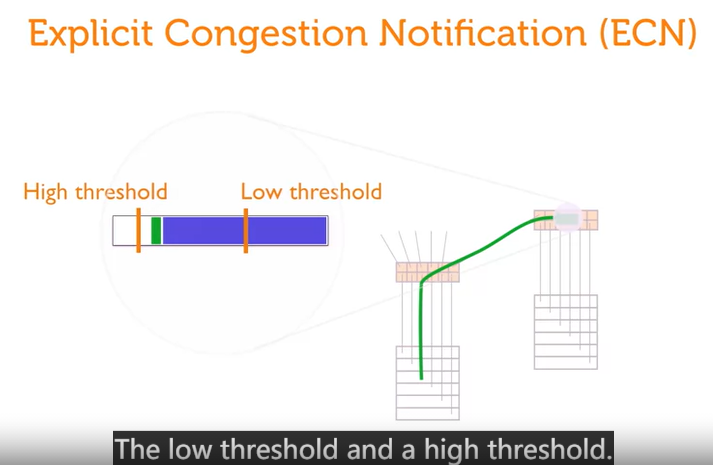 Explicit Congestion Notification (ECN)
High threshold
Low threshold
The low threshold and a high threshold.